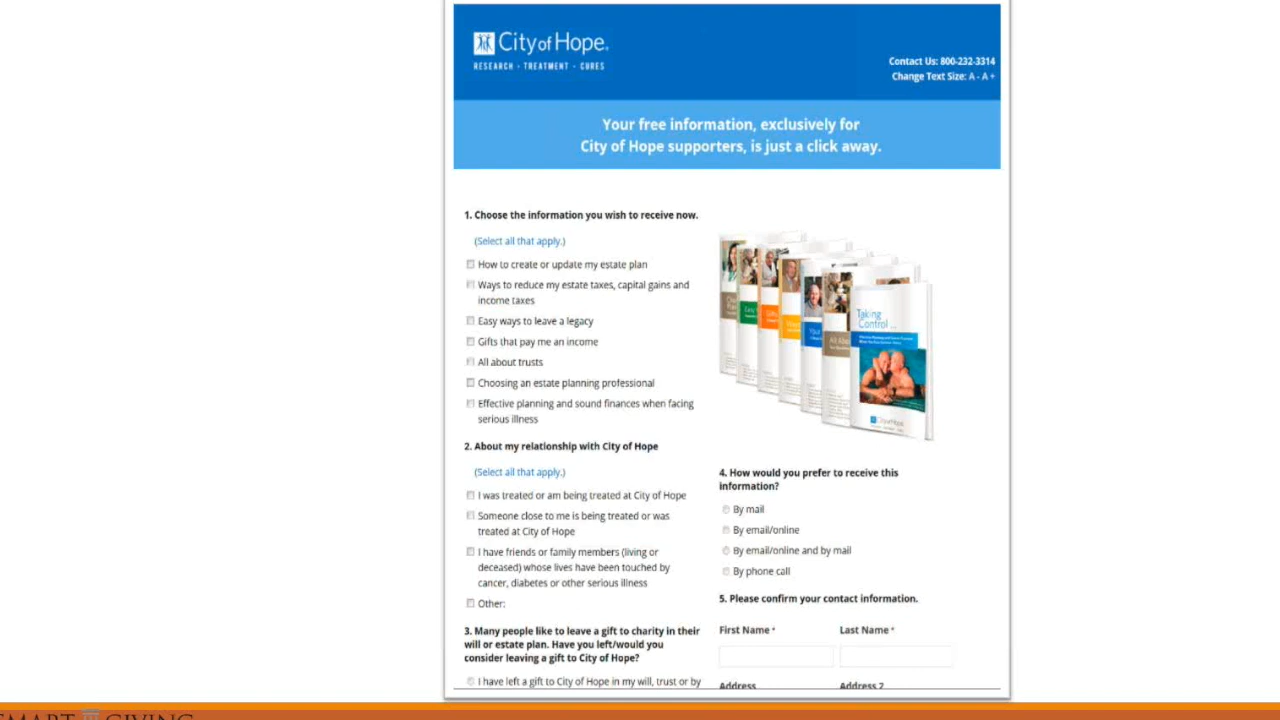 City of Hope.
RESEARCH · TREATMENT · CURES
Contact Us: 800-232-3314
Change Text Size: A - A +
Your free information, exclusively for
City of Hope supporters, is just a click away.
1. Choose the information you wish to receive now.
(Select all that apply.)
How to create or update my estate plan
Ways to reduce my estate taxes, capital gains and
income taxes
Easy ways to leave a legacy
Gifts that pay me an income
All about trusts
Choosing an estate planning professional
Effective planning and sound finances when facing
serious illness
Taking
Control ...
City of Hope
2. About my relationship with City of Hope
(Select all that apply.)
I was treated or am being treated at City of Hope
Someone close to me is being treated or was
treated at City of Hope
I have friends or family members (living or
deceased) whose lives have been touched by
cancer, diabetes or other serious illness
Other:
3. Many people like to leave a gift to charity in their
will or estate plan. Have you left/would you
consider leaving a gift to City of Hope?
I have left a gift to City of Hope in my will, trust or by
4. How would you prefer to receive this
information?
By mail
By email/online
By email/online and by mail
By phone call
5. Please confirm your contact information.
First Name *
Last Name *
Address
Address 2
SMART GIVING